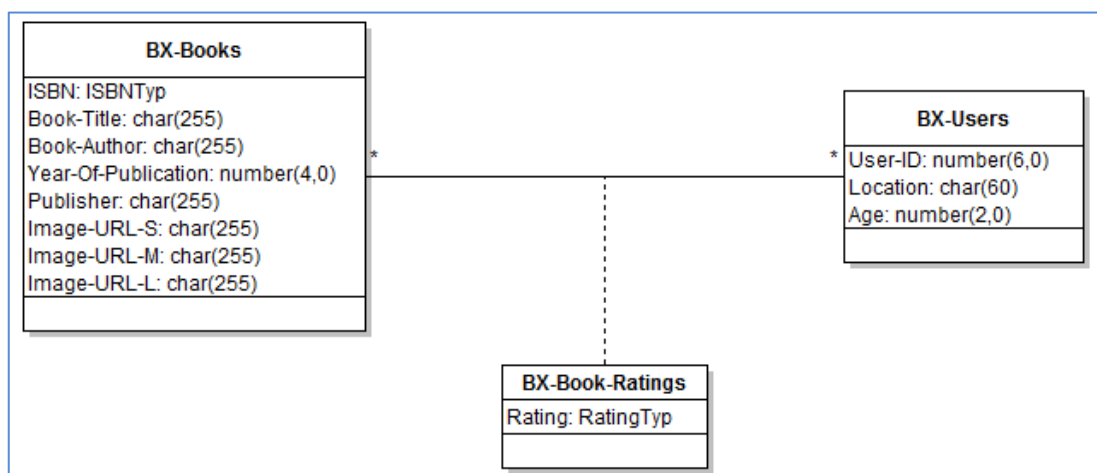 BX-Books
ISBN: ISBNTyp
Book-Title: char(255)
Book-Author: char(255)
Year-Of-Publication: number(4,0)
Publisher: char(255)
Image-URL-S: char(255)
Image-URL-M: char(255)
Image-URL-L: char(255)
*
*
BX-Users
User-ID: number(6,0)
Location: char(60)
Age: number(2,0)
BX-Book-Ratings
Rating: RatingTyp